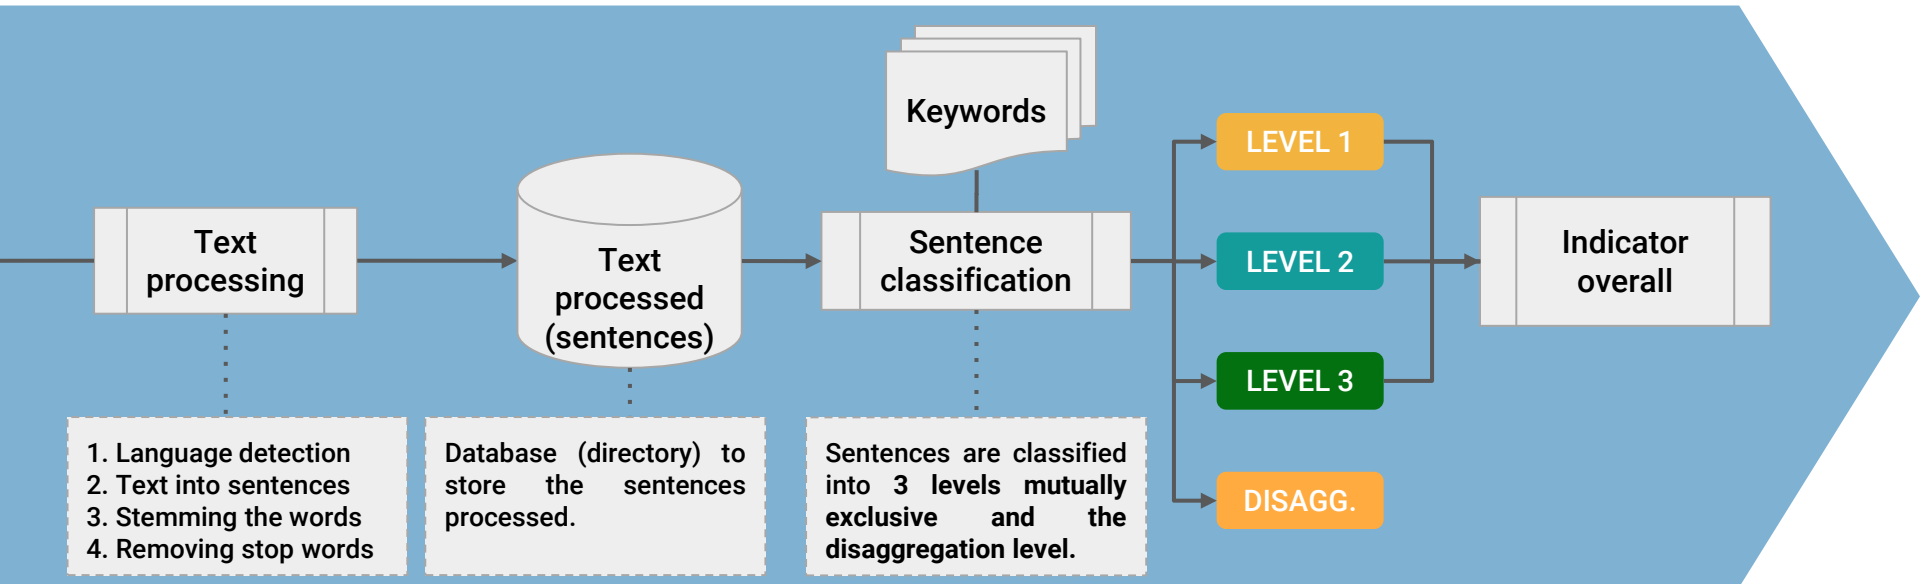 Keywords
Text
processing
Text
processed
(sentences)
Sentence
classification
LEVEL 1
LEVEL 2
LEVEL 3
DISAGG.
Indicator
overall
1. Language detection
2. Text into sentences
3. Stemming the words
4. Removing stop words
Database (directory) to
store the sentences
processed.
Sentences are classified
into 3 levels mutually
exclusive and the
disaggregation level.